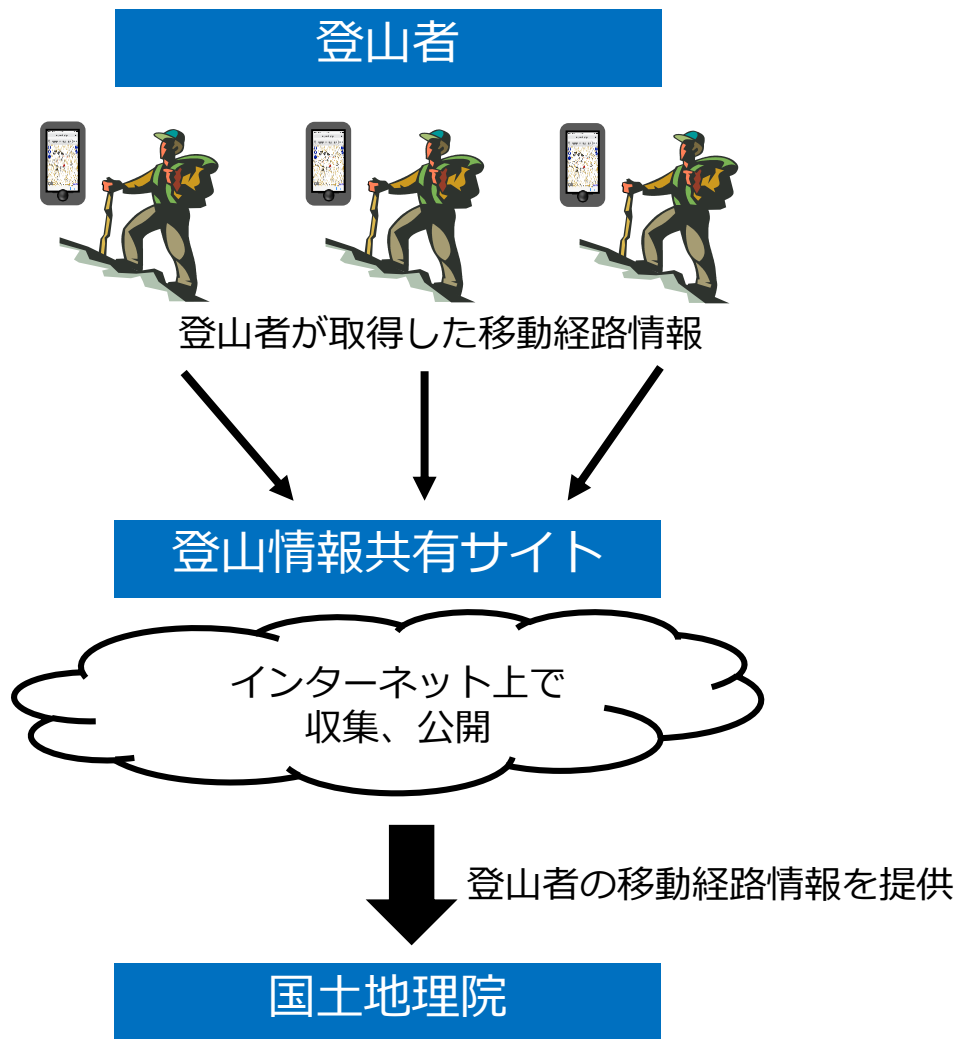 登山者
登山者が取得した移動経路情報
登山情報共有サイト
インターネット上で
収集、公開
登山者の移動経路情報を提供
国土地理院